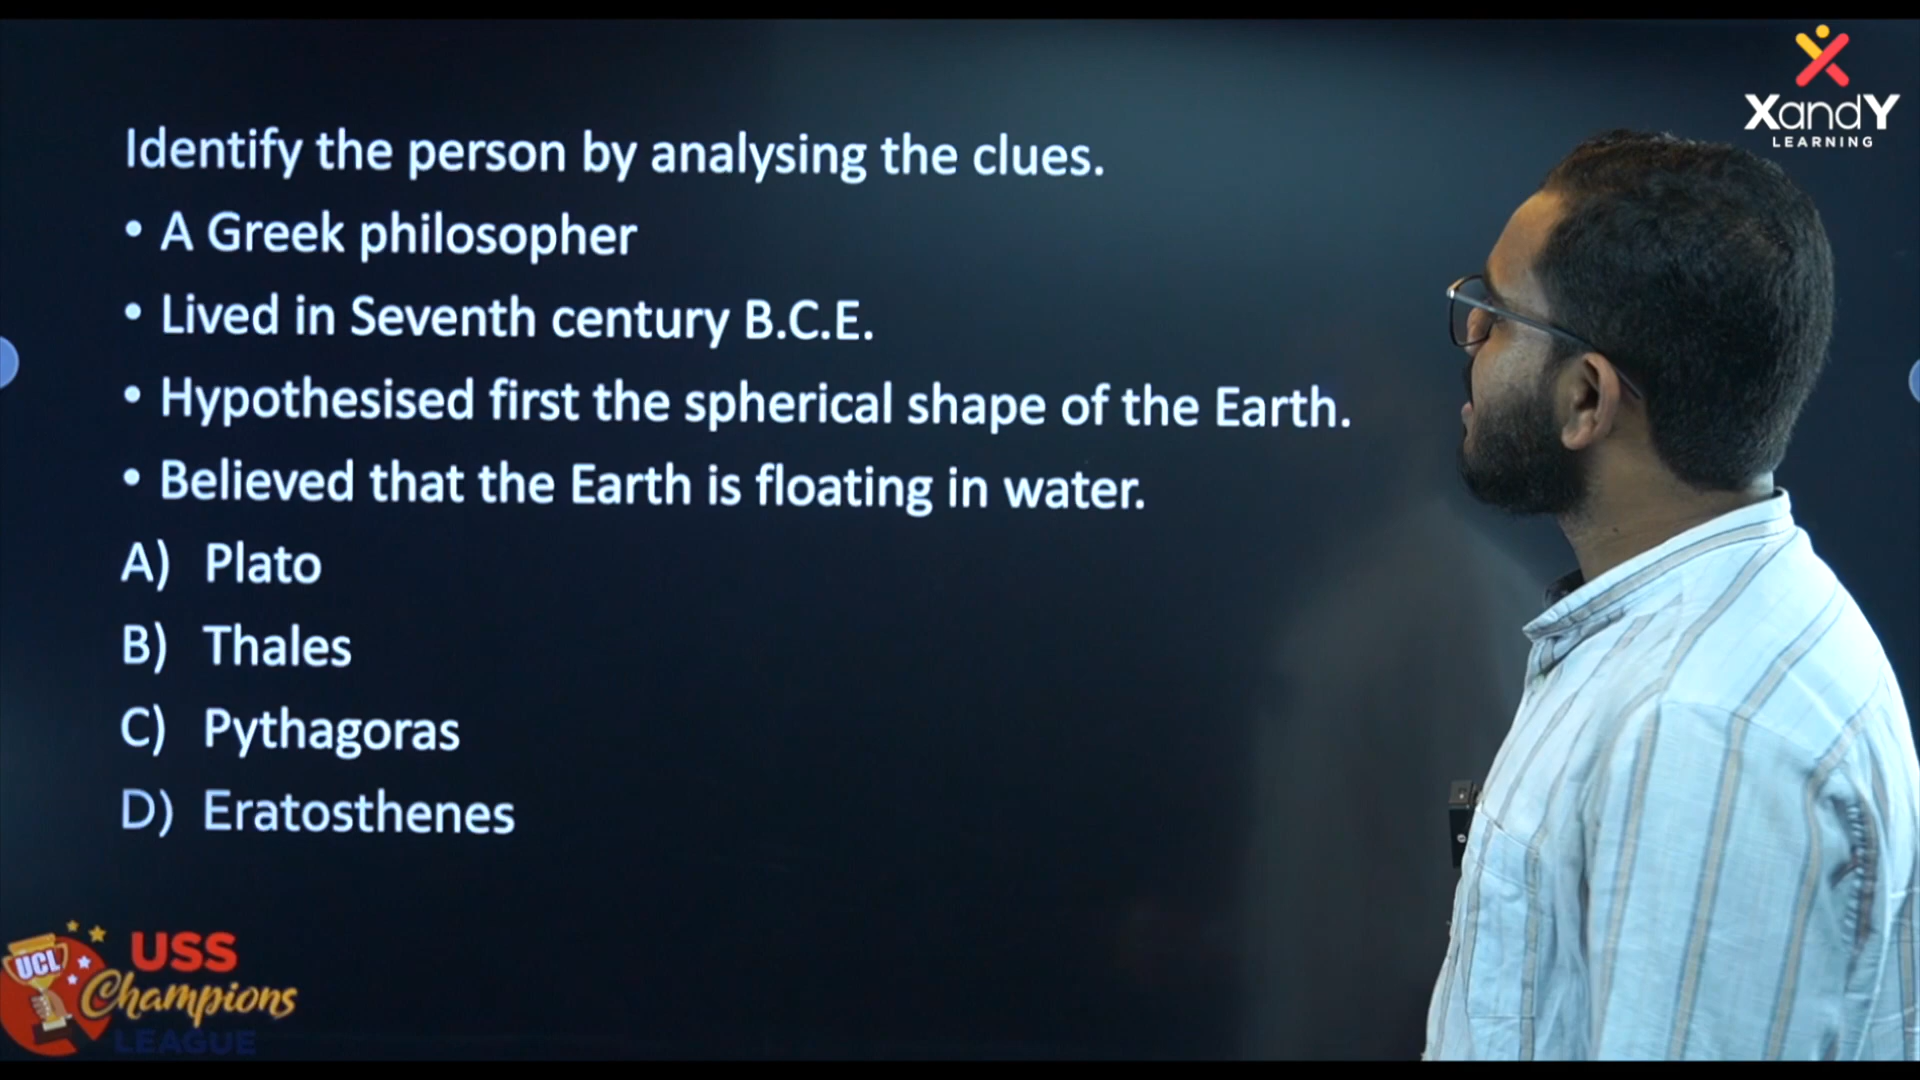 XandY
LEARNING
Identify the person by analysing the clues.
• A Greek philosopher
• Lived in Seventh century B.C.E.
• Hypothesised first the spherical shape of the Earth.
• Believed that the Earth is floating in water.
A) Plato
B) Thales
C) Pythagoras
D) Eratosthenes
UCL
USS
Champions
LEAGUE